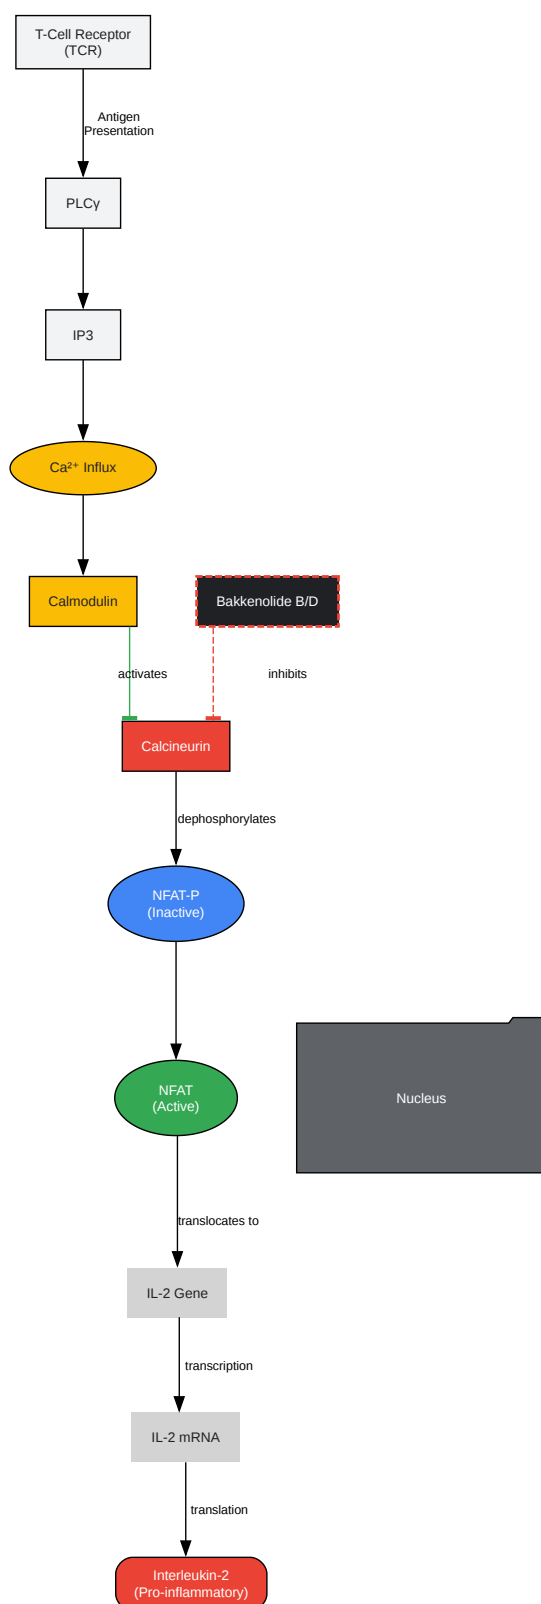 T-Cell Receptor
(TCR)
Antigen
Presentation
PLCγ
IP3
Ca²⁺ Influx
Calmodulin
Bakkenolide B/D
activates
inhibits
Calcineurin
dephosphorylates
NFAT-P
(Inactive)
NFAT
(Active)
Nucleus
translocates to
IL-2 Gene
transcription
IL-2 mRNA
translation
Interleukin-2
(Pro-inflammatory)